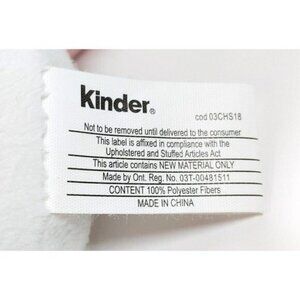 Kinder®
cod 03CHS18
Not to be removed until delivered to the consumer
This label is affixed in compliance with the
Upholstered and Stuffed Articles Act
This article contains NEW MATERIAL ONLY
Made by Ont. Reg. No. 03T-00481511
CONTENT 100% Polyester Fibers
MADE IN CHINA